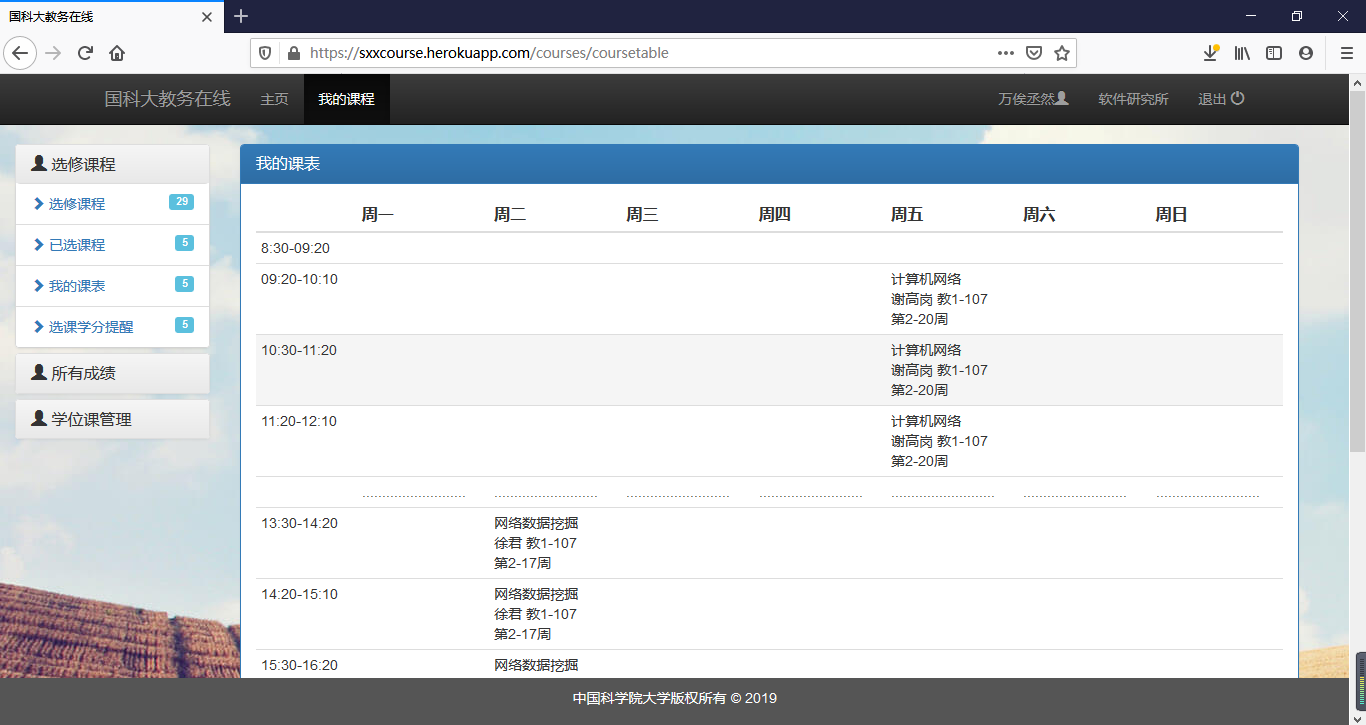 国科大教务在线
https://sxxcourse.herokuapp.com/courses/coursetable
国科大教务在线 主页 我的课程 万俟丞然 软件研究所 退出
选修课程
选修课程 29
已选课程 5
我的课表 5
选课学分提醒 5
所有成绩
学位课管理
我的课表
周一 周二 周三 周四 周五 周六 周日
8:30-09:20
09:20-10:10 计算机网络
谢高岗 教1-107
第2-20周
10:30-11:20 计算机网络
谢高岗 教1-107
第2-20周
11:20-12:10 计算机网络
谢高岗 教1-107
第2-20周
13:30-14:20 网络数据挖掘
徐君 教1-107
第2-17周
14:20-15:10 网络数据挖掘
徐君 教1-107
第2-17周
15:30-16:20 网络数据挖掘
中国科学院大学版权所有 © 2019